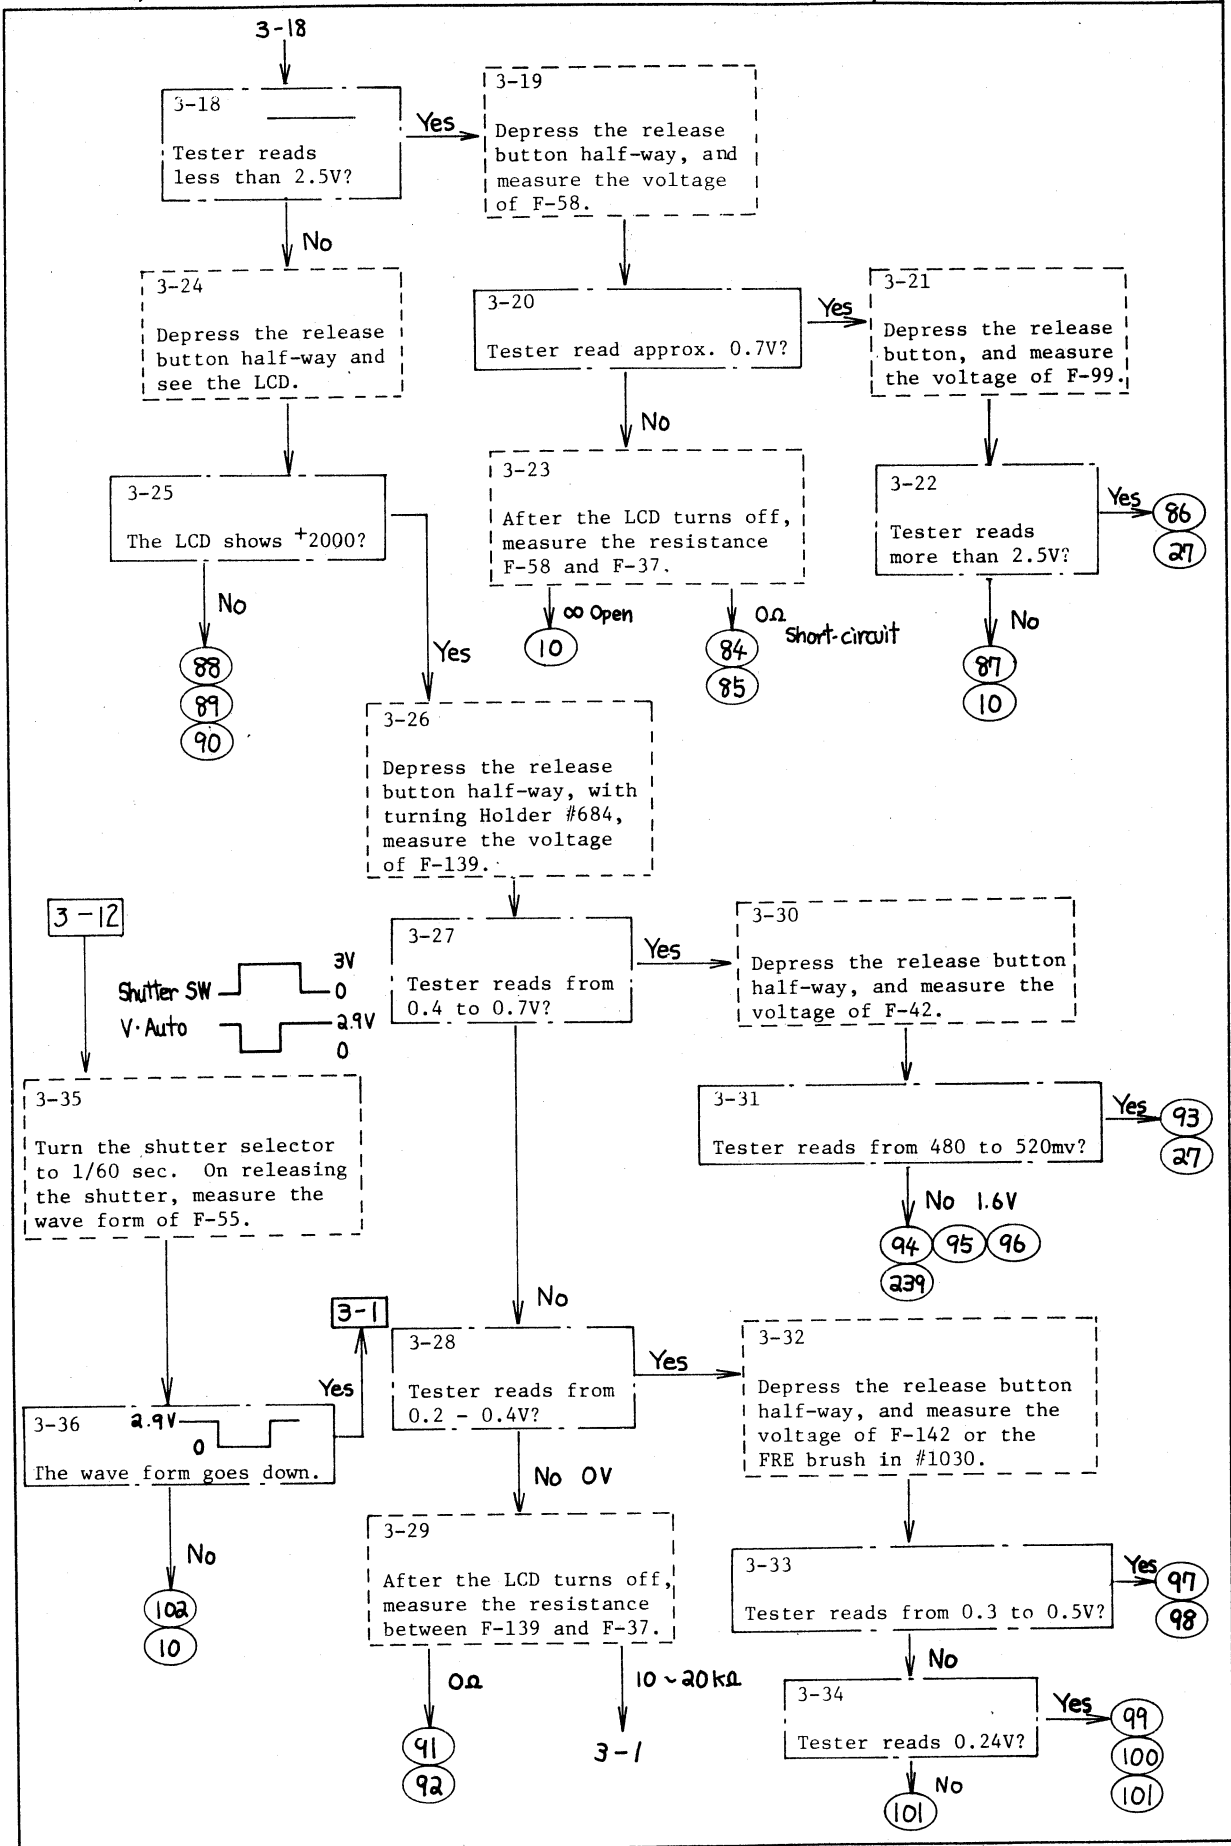 3-18
3-18
Tester reads
less than 2.5V?
Yes
No
3-19
Depress the release
button half-way, and
measure the voltage
of F-58.
3-24
Depress the release
button half-way and
see the LCD.
3-20
Tester read approx. 0.7V?
Yes
No
3-21
Depress the release
button, and measure
the voltage of F-99.
3-25
The LCD shows +2000?
No
Yes
88
89
90
3-23
After the LCD turns off,
measure the resistance
F-58 and F-37.
∞ Open
10
0Ω
Short-circuit
84
85
3-22
Tester reads
more than 2.5V?
Yes
86
27
No
87
10
3-26
Depress the release
button half-way, with
turning Holder #684,
measure the voltage
of F-139.
3-12
Shutter SW
3V
0
V·Auto
2.9V
0
3-27
Tester reads from
0.4 to 0.7V?
Yes
No
3-30
Depress the release button
half-way, and measure the
voltage of F-42.
3-35
Turn the shutter selector
to 1/60 sec. On releasing
the shutter, measure the
wave form of F-55.
3-31
Tester reads from 480 to 520mv?
Yes
93
27
No 1.6V
94 95 96
239
3-1
Yes
3-36
2.9V
0
The wave form goes down.
No
102
10
3-28
Tester reads from
0.2 - 0.4V?
Yes
No 0V
3-32
Depress the release button
half-way, and measure the
voltage of F-142 or the
FRE brush in #1030.
3-29
After the LCD turns off,
measure the resistance
between F-139 and F-37.
0Ω
91
92
10~20kΩ
3-1
3-33
Tester reads from 0.3 to 0.5V?
Yes
97
98
No
3-34
Tester reads 0.24V?
Yes
99
100
101
No
101